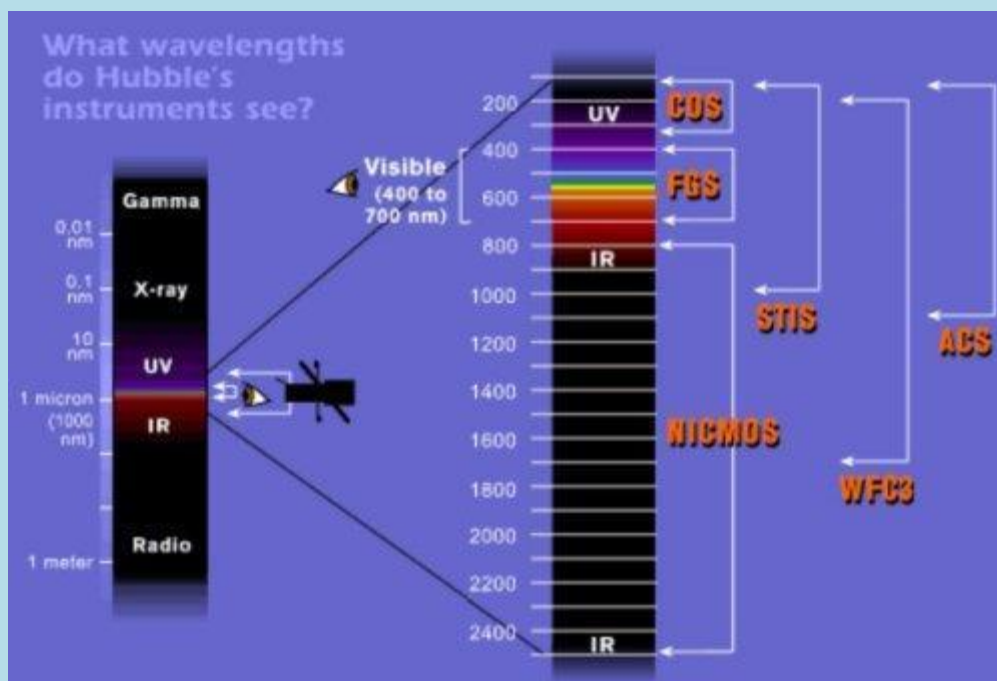 What wavelengths
do Hubble's
instruments see?
Gamma
0.01
nm
X-ray
0.1
nm
10
nm
UV
1 micron
(1000
nm)
IR
Radio
1 meter
Visible
(400 to
700 nm)
200
UV
400
600
800
IR
1000
1200
1400
1600
1800
2000
2200
2400
IR
COS
FGS
NICMOS
STIS
WFC3
ACS